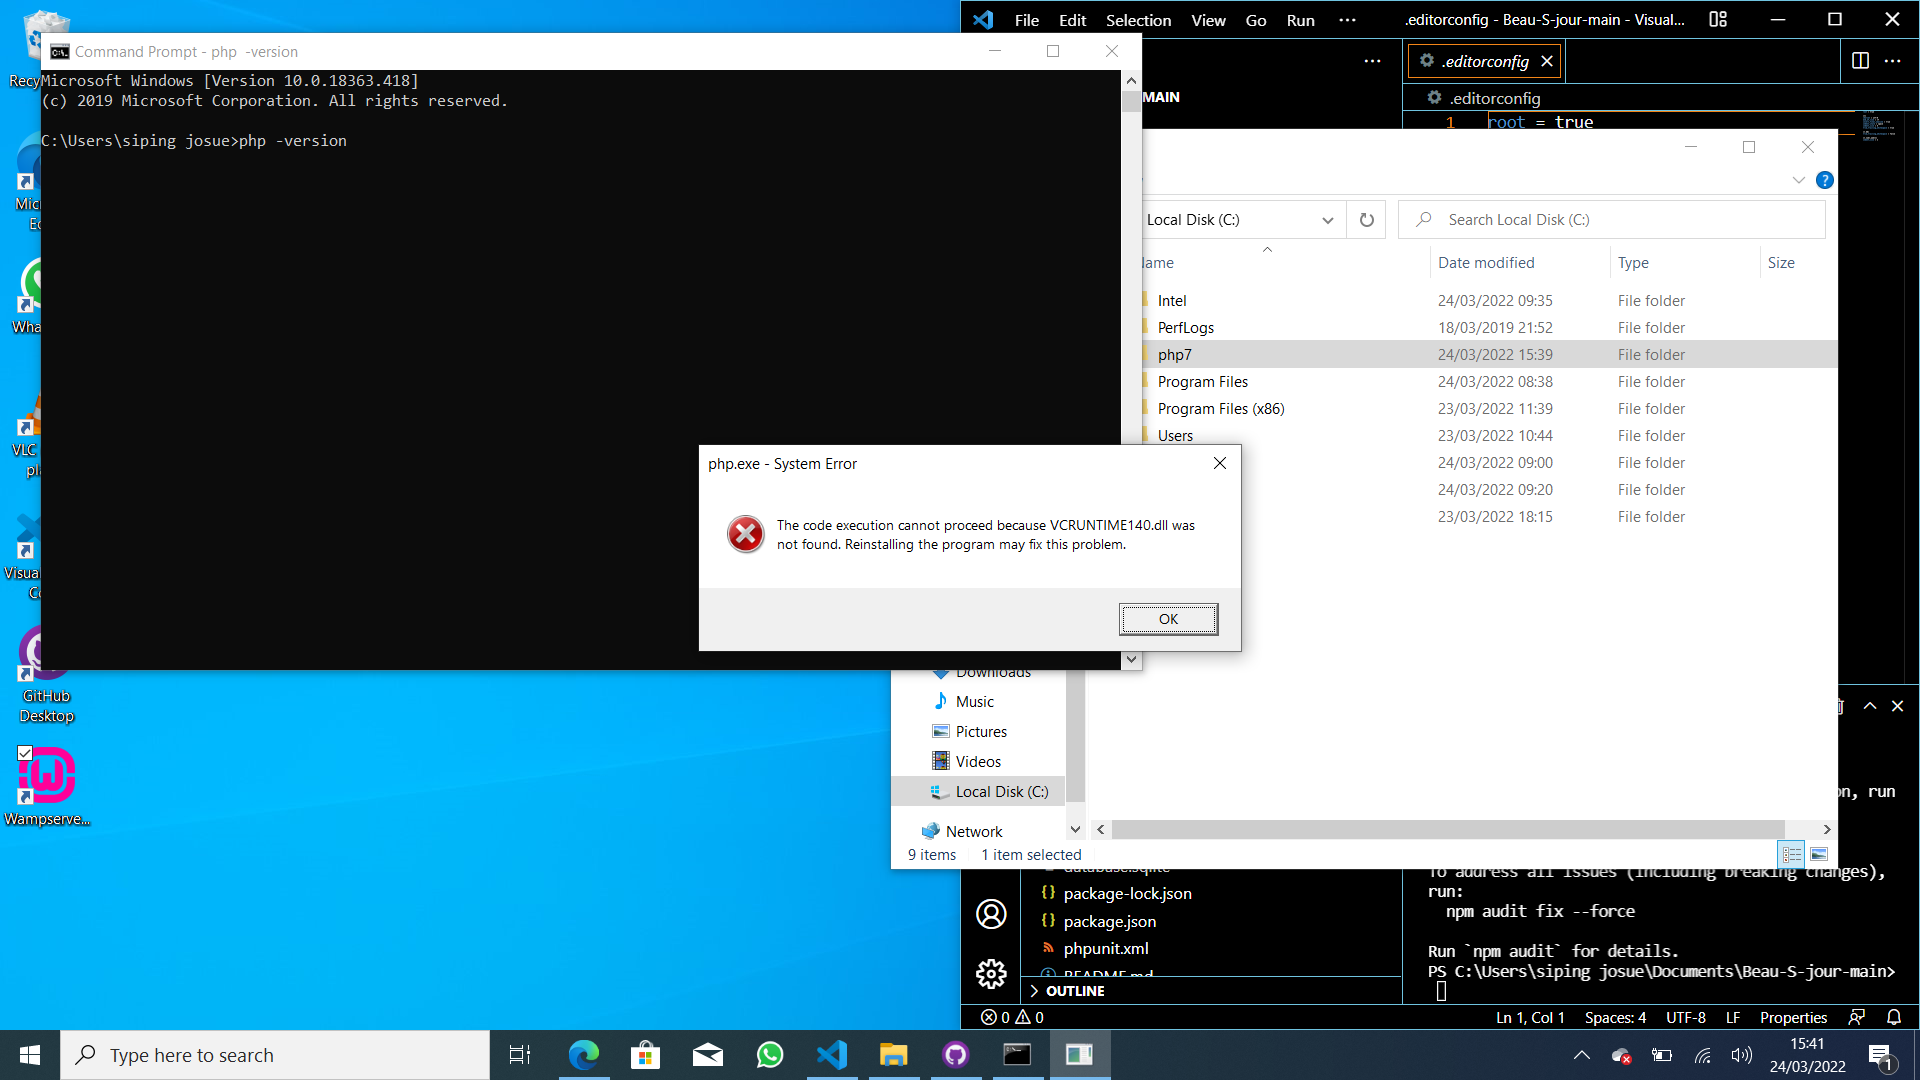 Command Prompt - php  -version
Microsoft Windows [Version 10.0.18363.418]
(c) 2019 Microsoft Corporation. All rights reserved.
C:\Users\siping josue>php -version
GitHub
Desktop
Wampserve...
File Edit Selection View Go Run ···
.editorconfig - Beau-S-jour-main - Visual...
.editorconfig
.editorconfig
1 root = true
Local Disk (C:)
Search Local Disk (C:)
Date modified Type Size
Intel 24/03/2022 09:35 File folder
PerfLogs 18/03/2019 21:52 File folder
php7 24/03/2022 15:39 File folder
Program Files 24/03/2022 08:38 File folder
Program Files (x86) 23/03/2022 11:39 File folder
Users 23/03/2022 10:44 File folder
24/03/2022 09:00 File folder
24/03/2022 09:20 File folder
23/03/2022 18:15 File folder
php.exe - System Error
The code execution cannot proceed because VCRUNTIME140.dll was
not found. Reinstalling the program may fix this problem.
OK
Downloads
Music
Pictures
Videos
Local Disk (C:)
Network
9 items 1 item selected
database.sqlite
package-lock.json
package.json
phpunit.xml
README.md
OUTLINE
run
To address all issues (including breaking changes),
run:
npm audit fix --force
Run `npm audit` for details.
PS C:\Users\siping josue\Documents\Beau-S-jour-main>
0 0
Ln 1, Col 1 Spaces: 4 UTF-8 LF Properties
Type here to search
15:41
24/03/2022
1